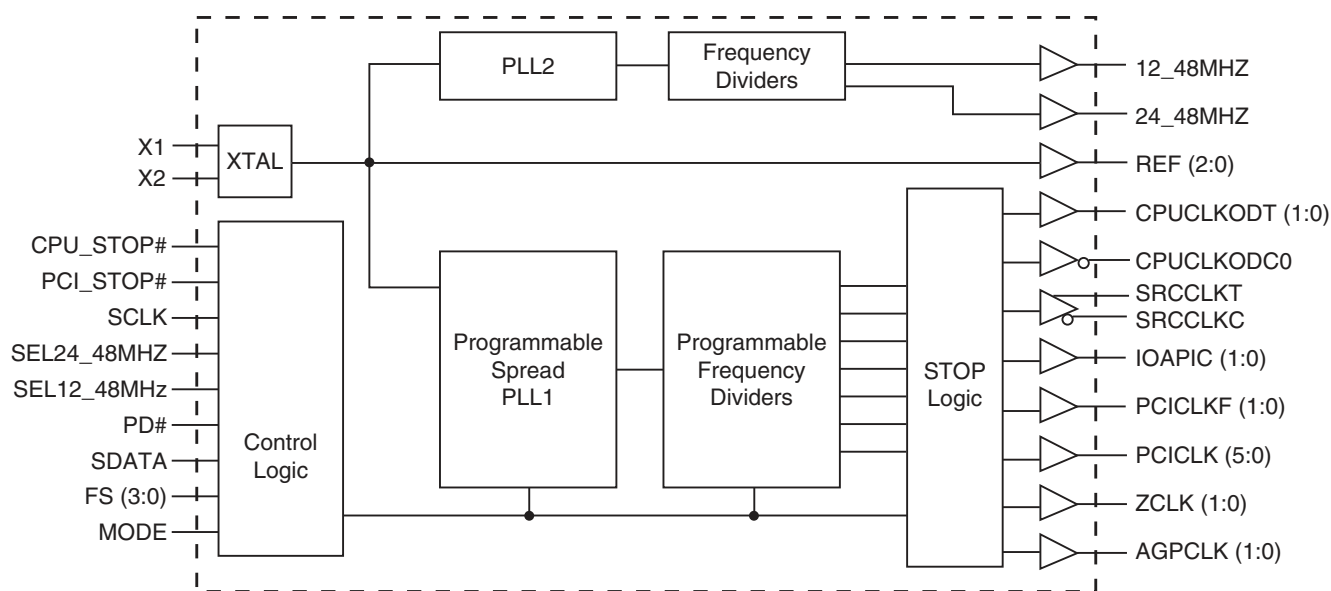 PLL2
Frequency
Dividers
12_48MHZ
24_48MHZ
X1
X2
XTAL
REF (2:0)
CPU_STOP#
PCI_STOP#
SCLK
SEL24_48MHZ
SEL12_48MHz
PD#
SDATA
FS (3:0)
MODE
Control
Logic
Programmable
Spread
PLL1
Programmable
Frequency
Dividers
STOP
Logic
CPUCLKODT (1:0)
CPUCLKODC0
SRCCLKT
SRCCLKC
IOAPIC (1:0)
PCICLKF (1:0)
PCICLK (5:0)
ZCLK (1:0)
AGPCLK (1:0)